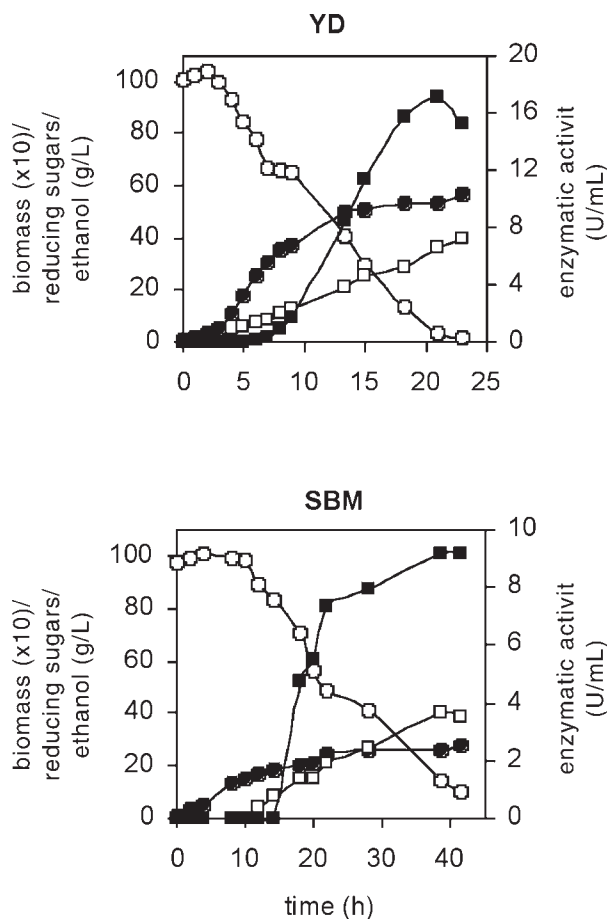 YD
biomass (x10)/
reducing sugars/
ethanol (g/L)
100
80
60
40
20
0
20
16
12
8
4
0
enzymatic activit
(U/mL)
0 5 10 15 20 25
SBM
biomass (x10)/
reducing sugars/
ethanol (g/L)
100
80
60
40
20
0
10
8
6
4
2
0
enzymatic activit
(U/mL)
0 10 20 30 40
time (h)